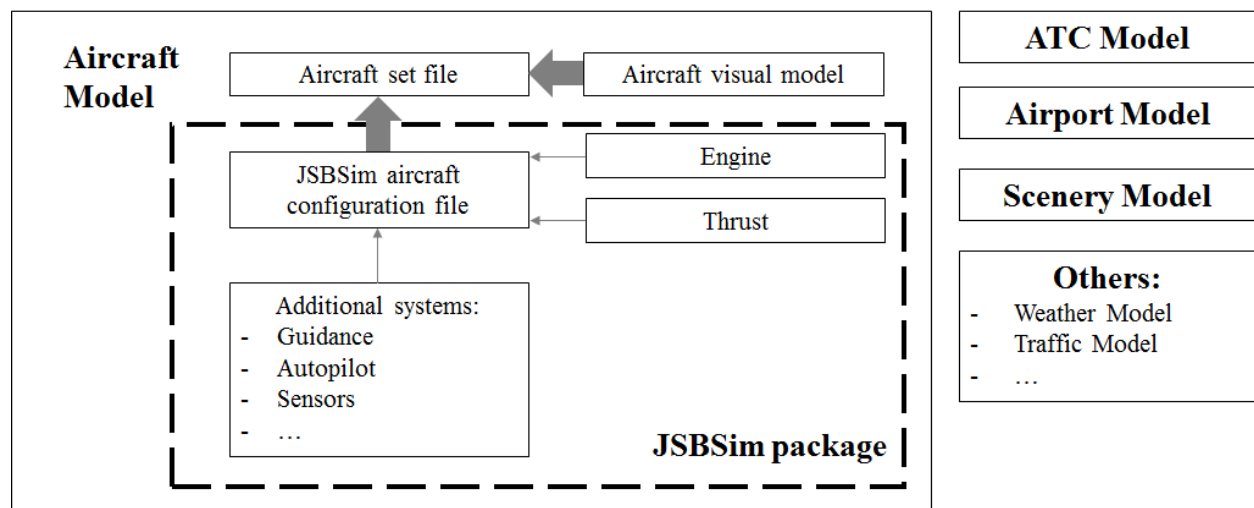 Aircraft
Model
Aircraft set file
Aircraft visual model
JSBSim aircraft
configuration file
Engine
Thrust
Additional systems:
- Guidance
- Autopilot
- Sensors
- …
JSBSim package
ATC Model
Airport Model
Scenery Model
Others:
- Weather Model
- Traffic Model
- …